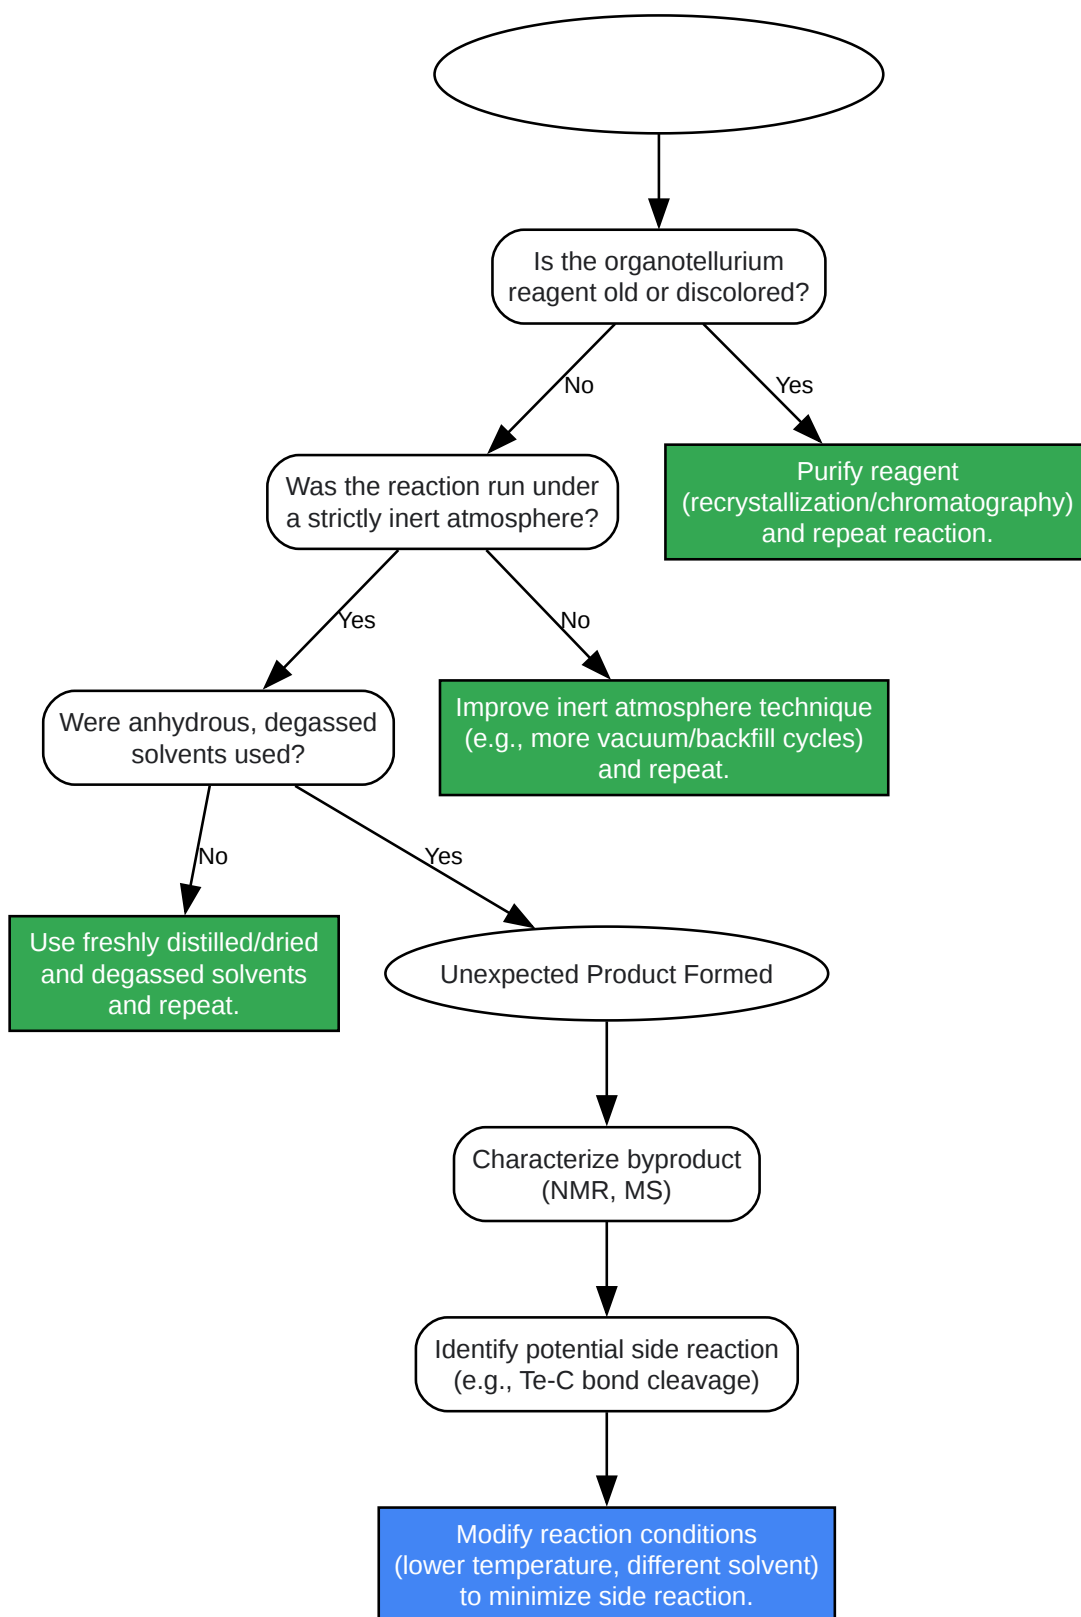 Is the organotellurium
reagent old or discolored?
No
Yes
Purify reagent
(recrystallization/chromatography)
and repeat reaction.
Was the reaction run under
a strictly inert atmosphere?
Yes
No
Improve inert atmosphere technique
(e.g., more vacuum/backfill cycles)
and repeat.
Were anhydrous, degassed
solvents used?
No
Yes
Use freshly distilled/dried
and degassed solvents
and repeat.
Unexpected Product Formed
Characterize byproduct
(NMR, MS)
Identify potential side reaction
(e.g., Te-C bond cleavage)
Modify reaction conditions
(lower temperature, different solvent)
to minimize side reaction.